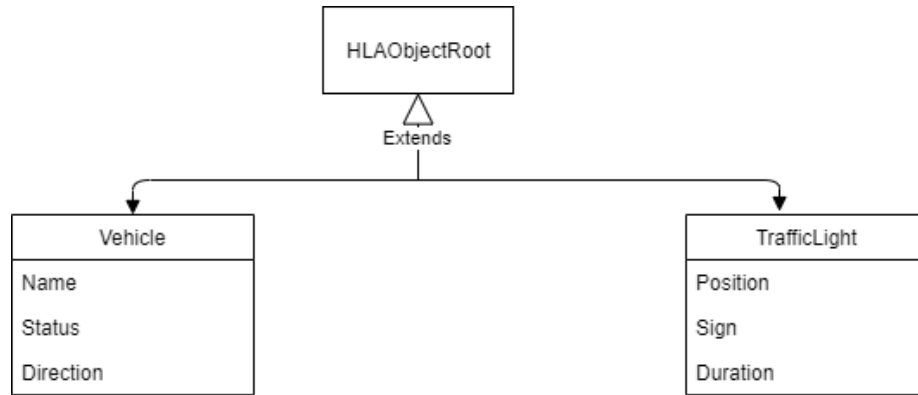 HLAObjectRoot
Extends
Vehicle
Name
Status
Direction
TrafficLight
Position
Sign
Duration